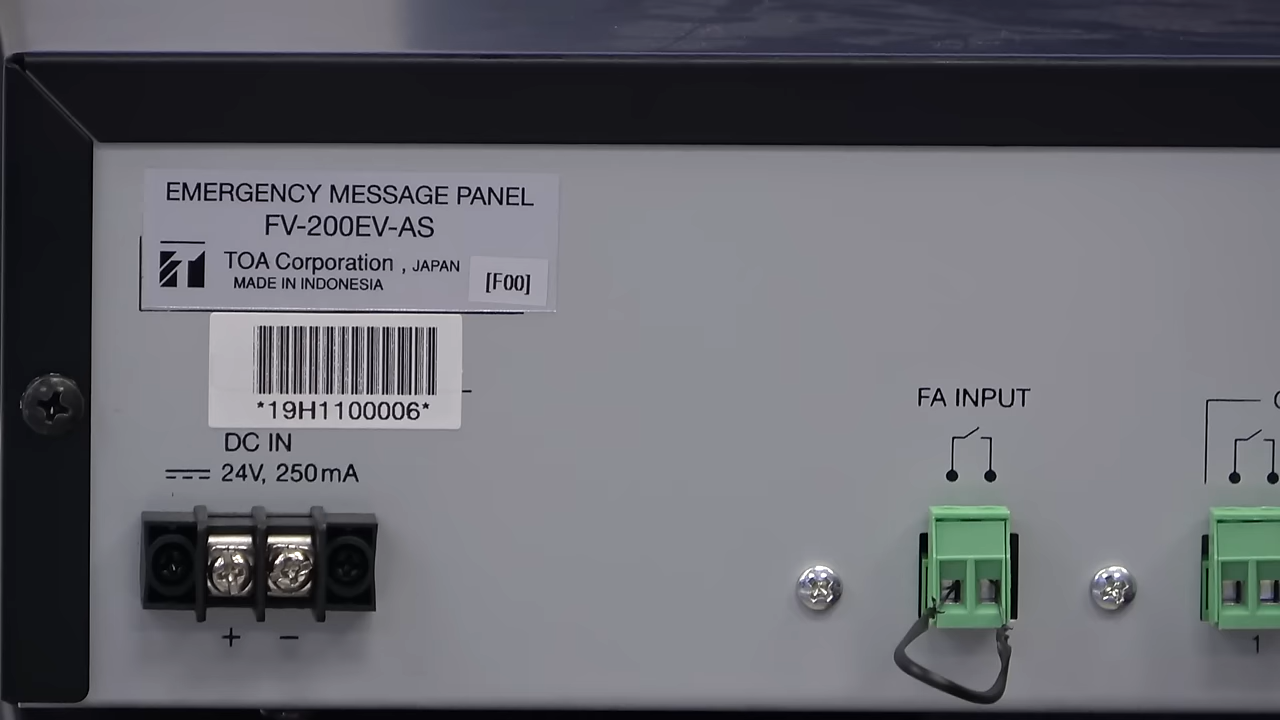 EMERGENCY MESSAGE PANEL
FV-200EV-AS
TOA Corporation , JAPAN
MADE IN INDONESIA
[F00]
*19H1100006*
DC IN
24V, 250mA
+ −
FA INPUT
1